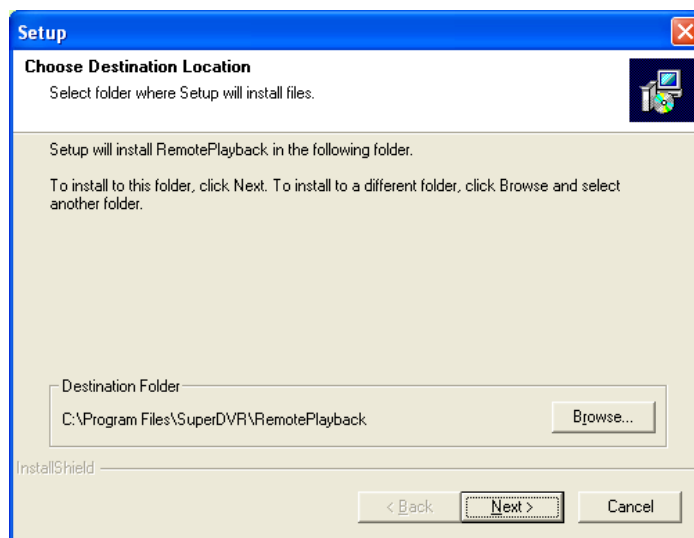 Setup
Choose Destination Location
Select folder where Setup will install files.
Setup will install RemotePlayback in the following folder.
To install to this folder, click Next. To install to a different folder, click Browse and select
another folder.
Destination Folder
C:\Program Files\SuperDVR\RemotePlayback
Browse...
InstallShield
< Back
Next >
Cancel